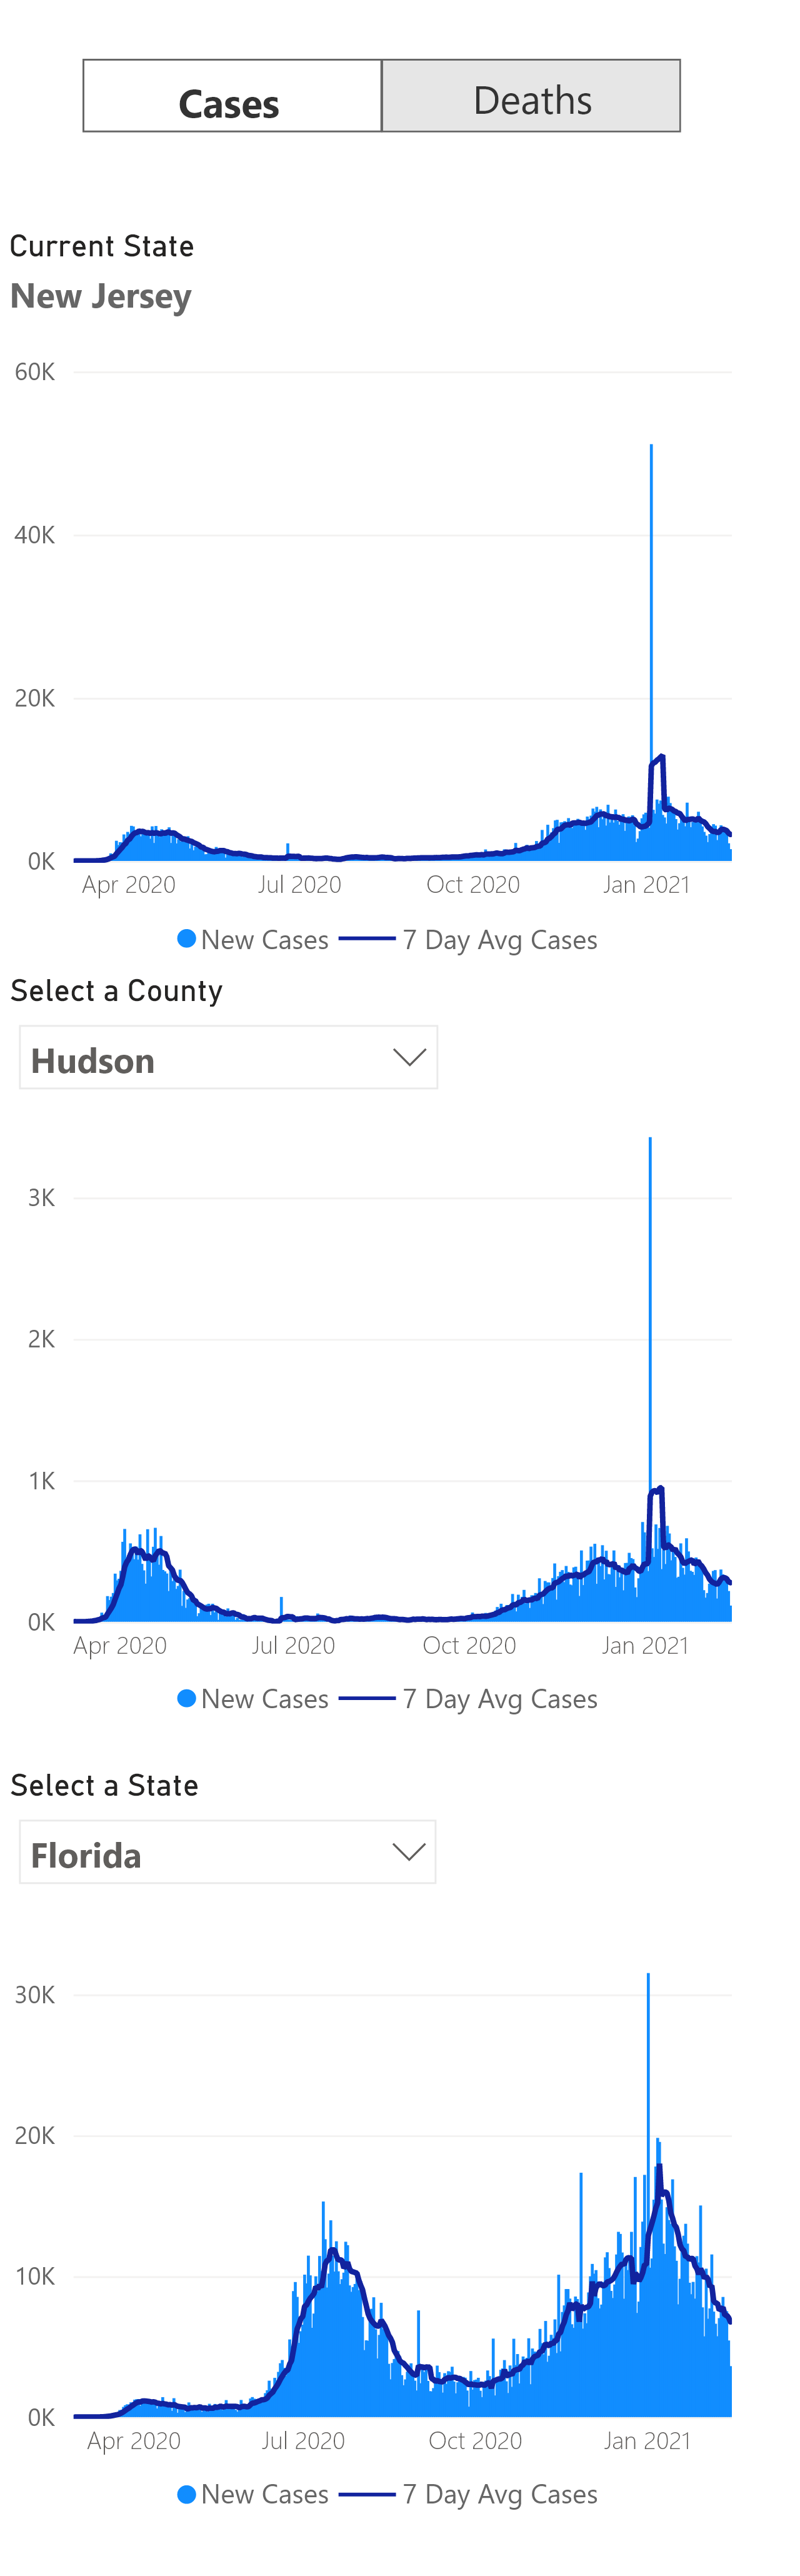 Cases Deaths
Current State
New Jersey
60K
40K
20K
0K
Apr 2020 Jul 2020 Oct 2020 Jan 2021
New Cases 7 Day Avg Cases
Select a County
Hudson
3K
2K
1K
0K
Apr 2020 Jul 2020 Oct 2020 Jan 2021
New Cases 7 Day Avg Cases
Select a State
Florida
30K
20K
10K
0K
Apr 2020 Jul 2020 Oct 2020 Jan 2021
New Cases 7 Day Avg Cases